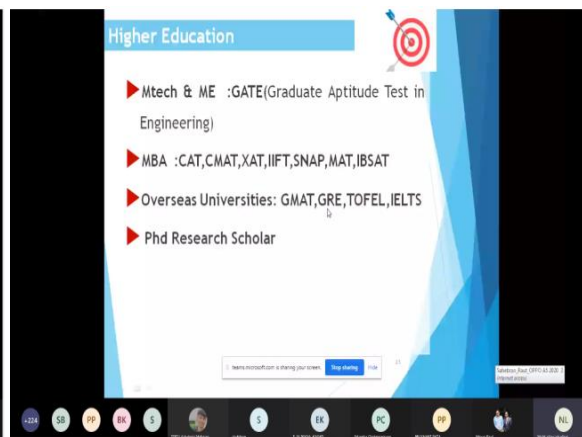 Higher Education
Mtech & ME :GATE(Graduate Aptitude Test in
Engineering)
MBA :CAT,CMAT,XAT,IIFT,SNAP,MAT,IBSAT
Overseas Universities: GMAT,GRE,TOFEL,IELTS
Phd Research Scholar
teams.microsoft.com is sharing your screen.
Stop sharing
Hide
Internet access
+224
SB
PP
BK
S
S
EK
PC
PP
NL